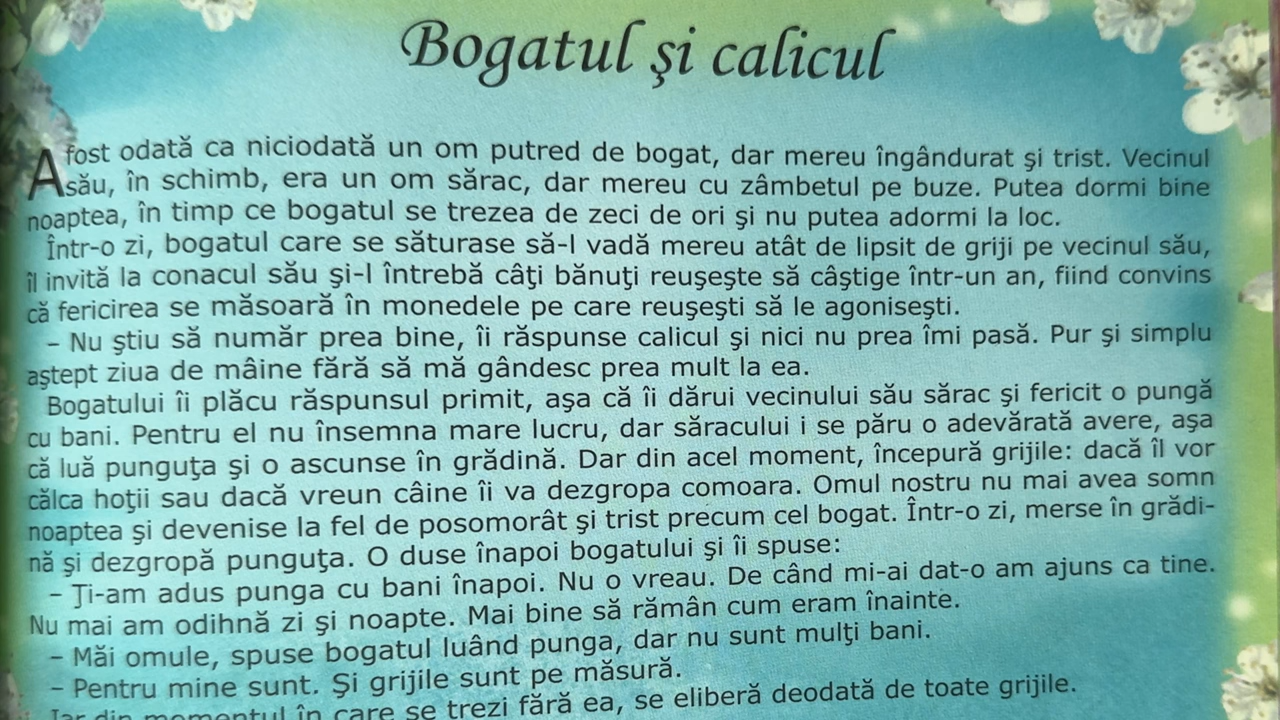 Bogatul şi calicul
A fost odată ca niciodată un om putred de bogat, dar mereu îngândurat şi trist. Vecinul
său, în schimb, era un om sărac, dar mereu cu zâmbetul pe buze. Putea dormi bine
noaptea, în timp ce bogatul se trezea de zeci de ori şi nu putea adormi la loc.
Într-o zi, bogatul care se săturase să-l vadă mereu atât de lipsit de griji pe vecinul său,
îl invită la conacul său şi-l întrebă câţi bănuţi reuşeşte să câştige într-un an, fiind convins
că fericirea se măsoară în monedele pe care reuşeşti să le agoniseşti.
– Nu ştiu să număr prea bine, îi răspunse calicul şi nici nu prea îmi pasă. Pur şi simplu
aştept ziua de mâine fără să mă gândesc prea mult la ea.
Bogatului îi plăcu răspunsul primit, aşa că îi dărui vecinului său sărac şi fericit o pungă
cu bani. Pentru el nu însemna mare lucru, dar săracului i se păru o adevărată avere, aşa
că luă punguţa şi o ascunse în grădină. Dar din acel moment, începură grijile: dacă îl vor
călca hoţii sau dacă vreun câine îi va dezgropa comoara. Omul nostru nu mai avea somn
noaptea şi devenise la fel de posomorât şi trist precum cel bogat. Într-o zi, merse în grădi-
nă şi dezgropă punguţa. O duse înapoi bogatului şi îi spuse:
– Ţi-am adus punga cu bani înapoi. Nu o vreau. De când mi-ai dat-o am ajuns ca tine.
Nu mai am odihnă zi şi noapte. Mai bine să rămân cum eram înainte.
– Măi omule, spuse bogatul luând punga, dar nu sunt mulţi bani.
– Pentru mine sunt. Şi grijile sunt pe măsură.
Iar din momentul în care se trezi fără ea, se eliberă deodată de toate grijile.